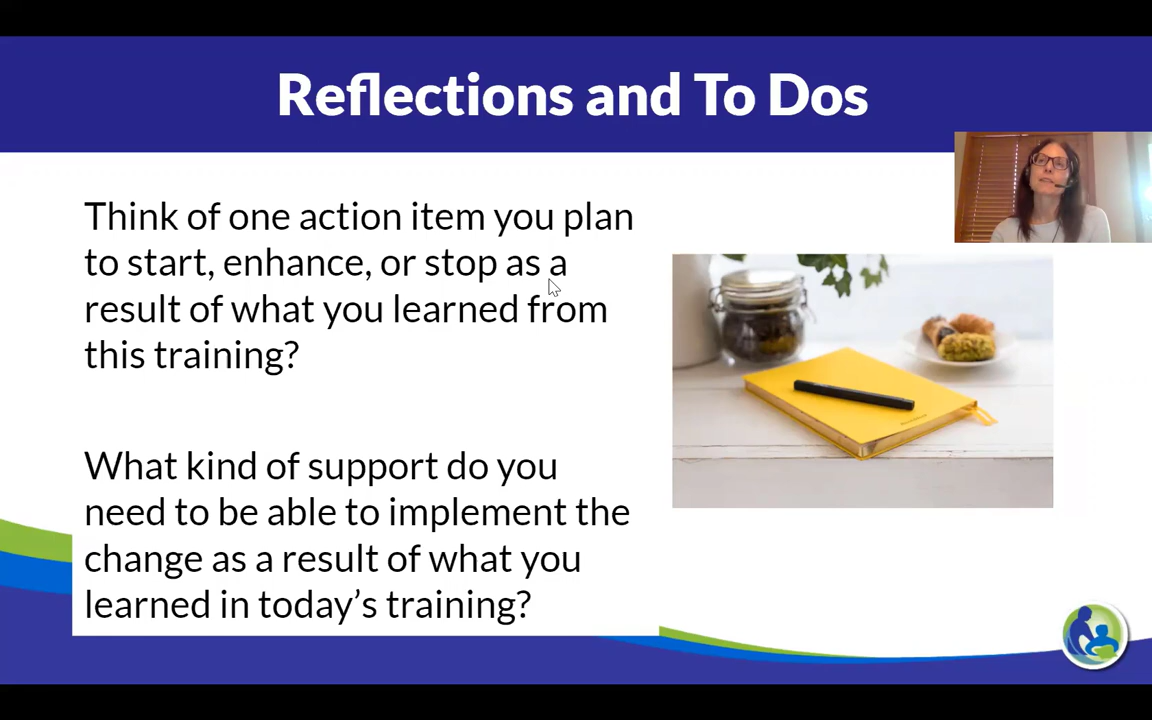 Reflections and To Dos
Think of one action item you plan
to start, enhance, or stop as a
result of what you learned from
this training?
What kind of support do you
need to be able to implement the
change as a result of what you
learned in today’s training?